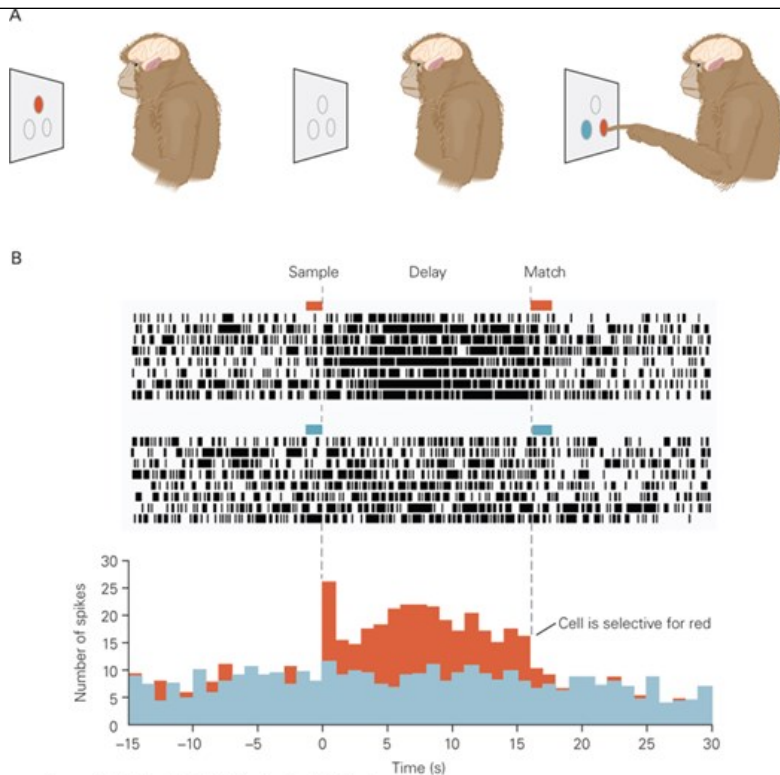 A
B
Sample Delay Match
30
25
20
15
10
5
0
Number of spikes
Cell is selective for red
−15 −10 −5 0 5 10 15 20 25 30
Time (s)